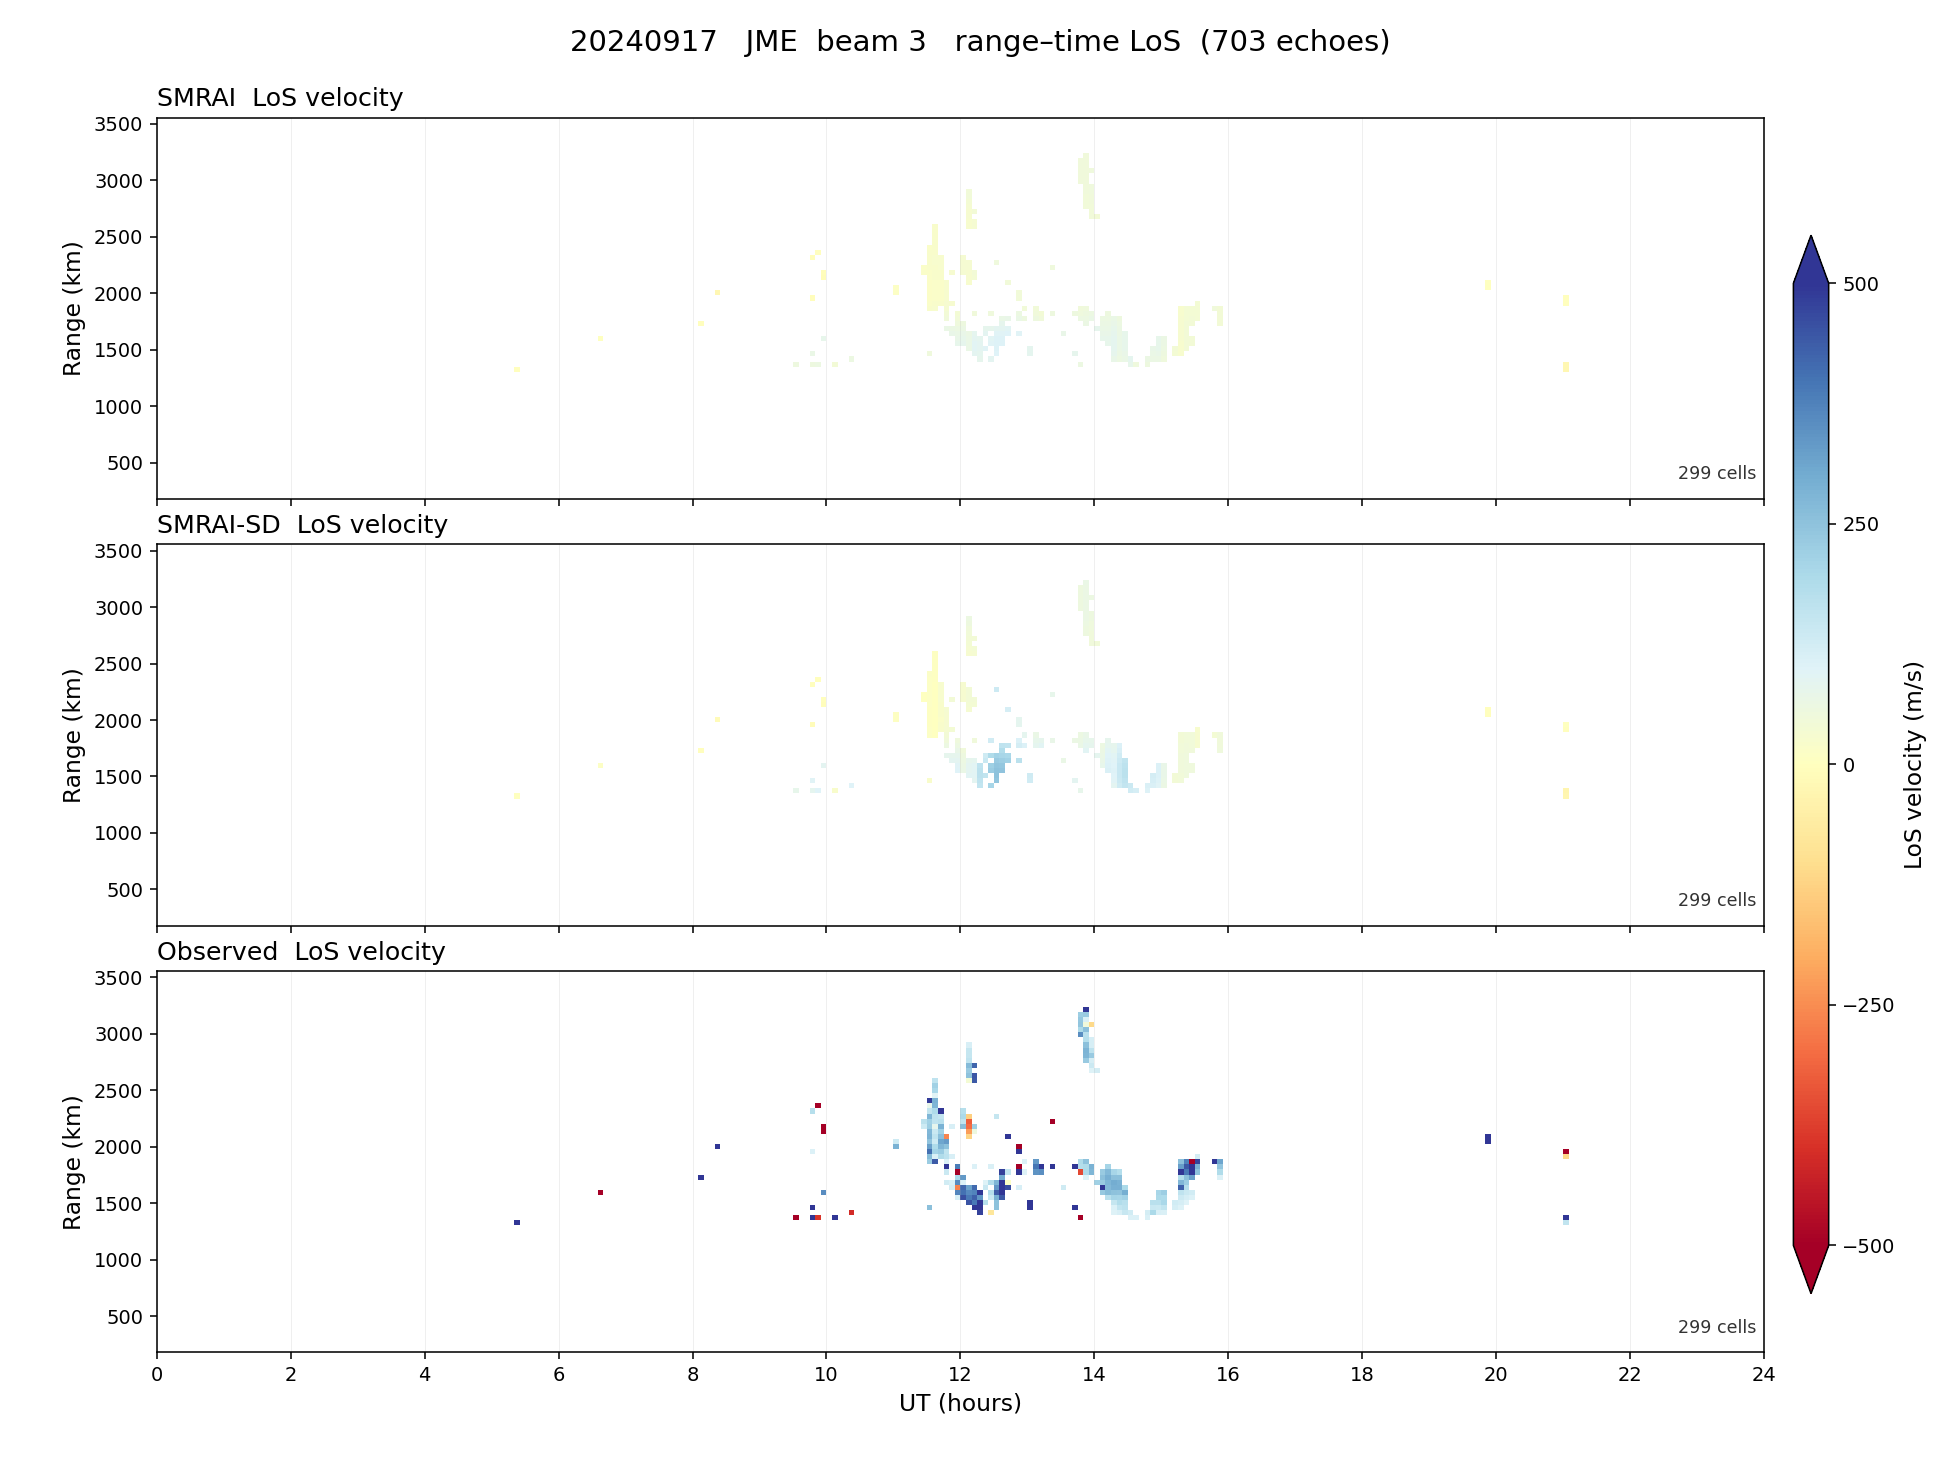 20240917   JME  beam 3   range–time LoS  (703 echoes)
SMRAI  LoS velocity
3500
3000
2500
2000
1500
1000
500
Range (km)
299 cells
SMRAI-SD  LoS velocity
3500
3000
2500
2000
1500
1000
500
Range (km)
299 cells
Observed  LoS velocity
3500
3000
2500
2000
1500
1000
500
Range (km)
299 cells
0 2 4 6 8 10 12 14 16 18 20 22 24
UT (hours)
500
250
0
−250
−500
LoS velocity (m/s)